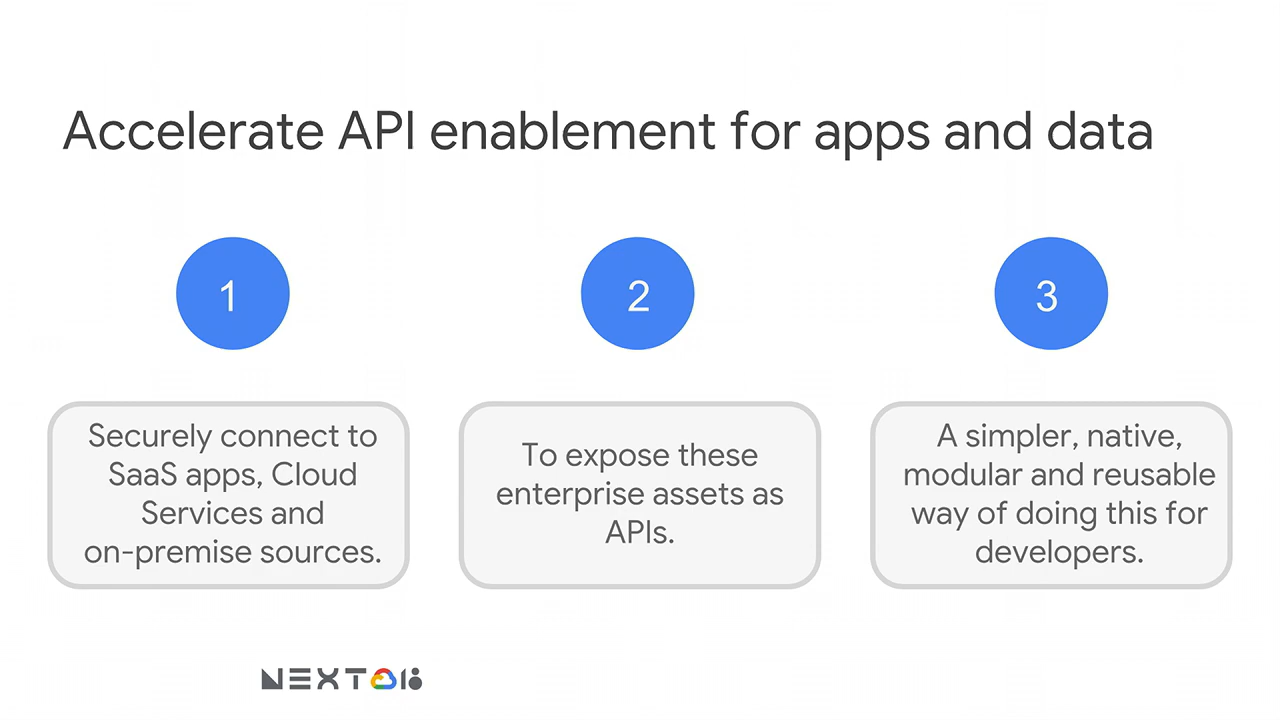 Accelerate API enablement for apps and data
1
2
3
Securely connect to
SaaS apps, Cloud
Services and
on-premise sources.
To expose these
enterprise assets as
APIs.
A simpler, native,
modular and reusable
way of doing this for
developers.
NEXT 18